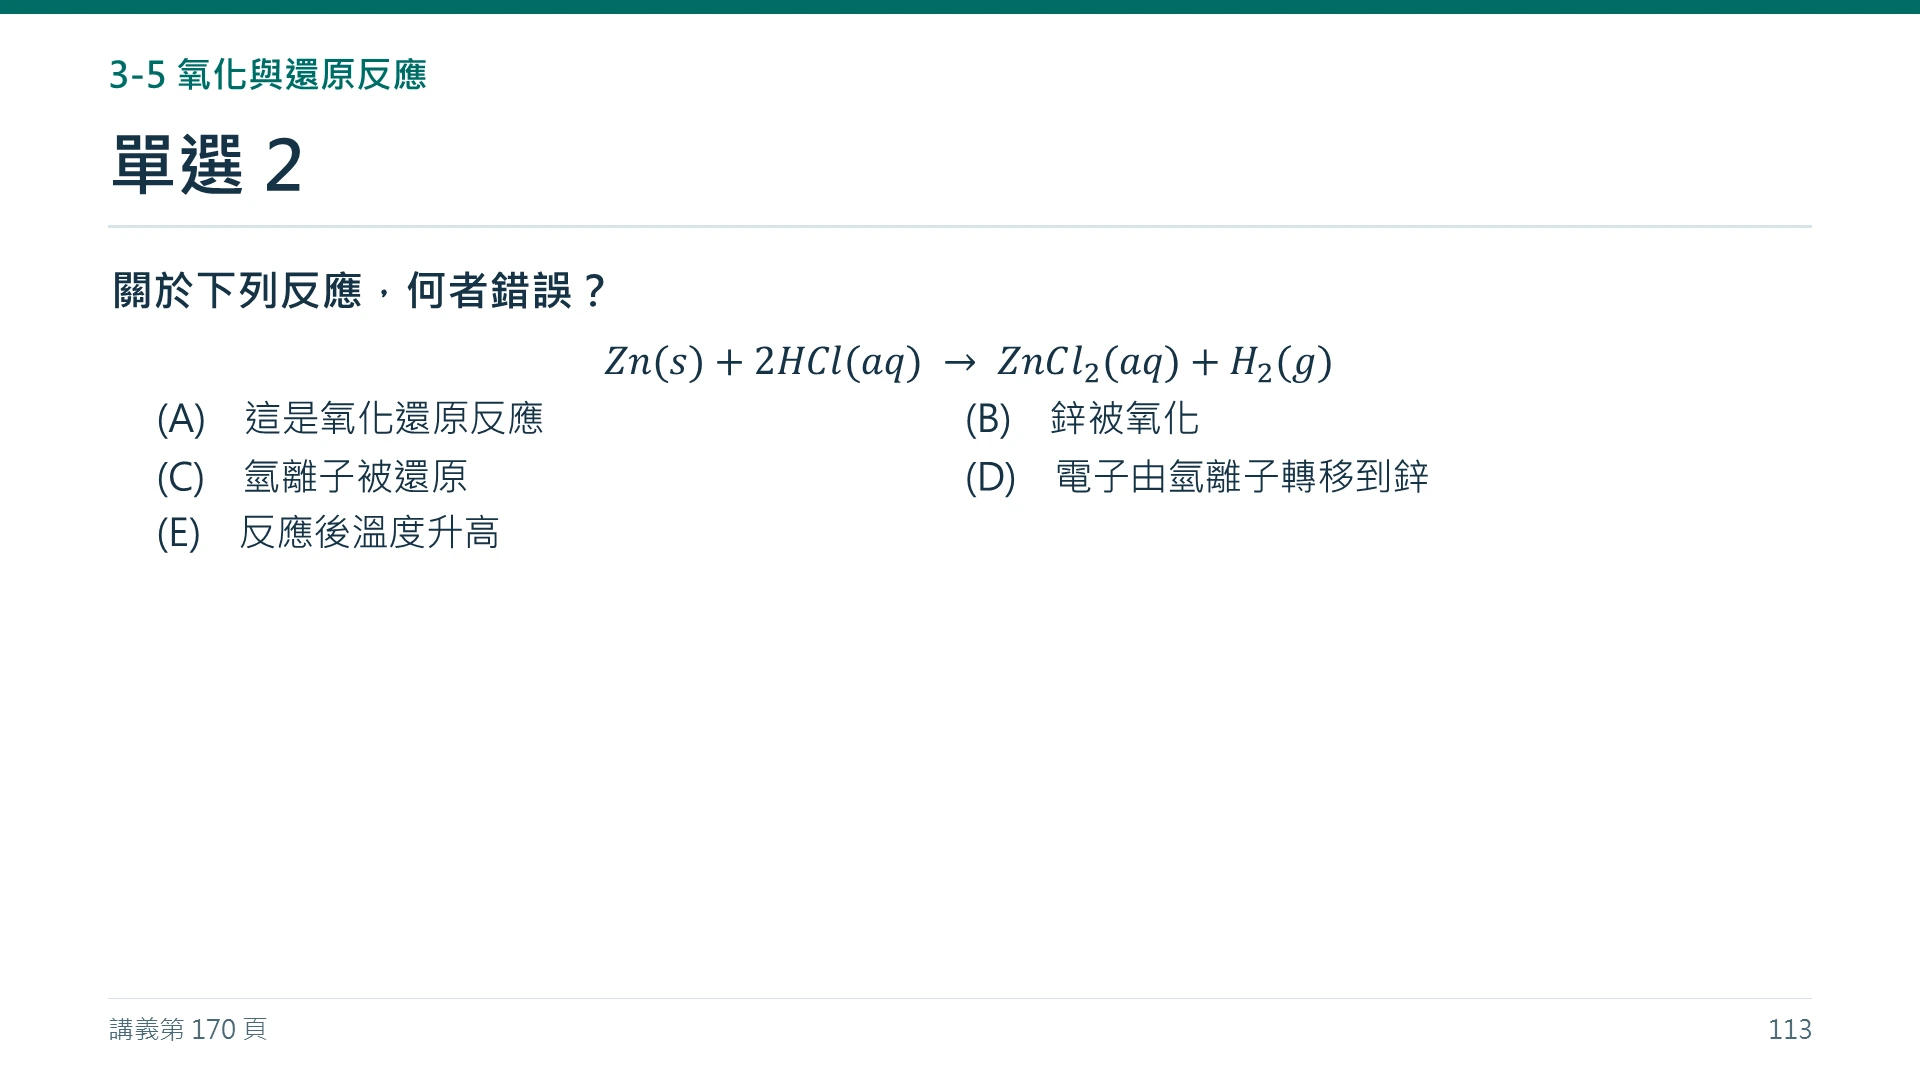 3-5 氧化與還原反應
單選 2
關於下列反應，何者錯誤？
Zn(s) + 2HCl(aq) → ZnCl₂(aq) + H₂(g)
(A) 這是氧化還原反應 (B) 鋅被氧化
(C) 氫離子被還原 (D) 電子由氫離子轉移到鋅
(E) 反應後溫度升高
講義第 170 頁 113